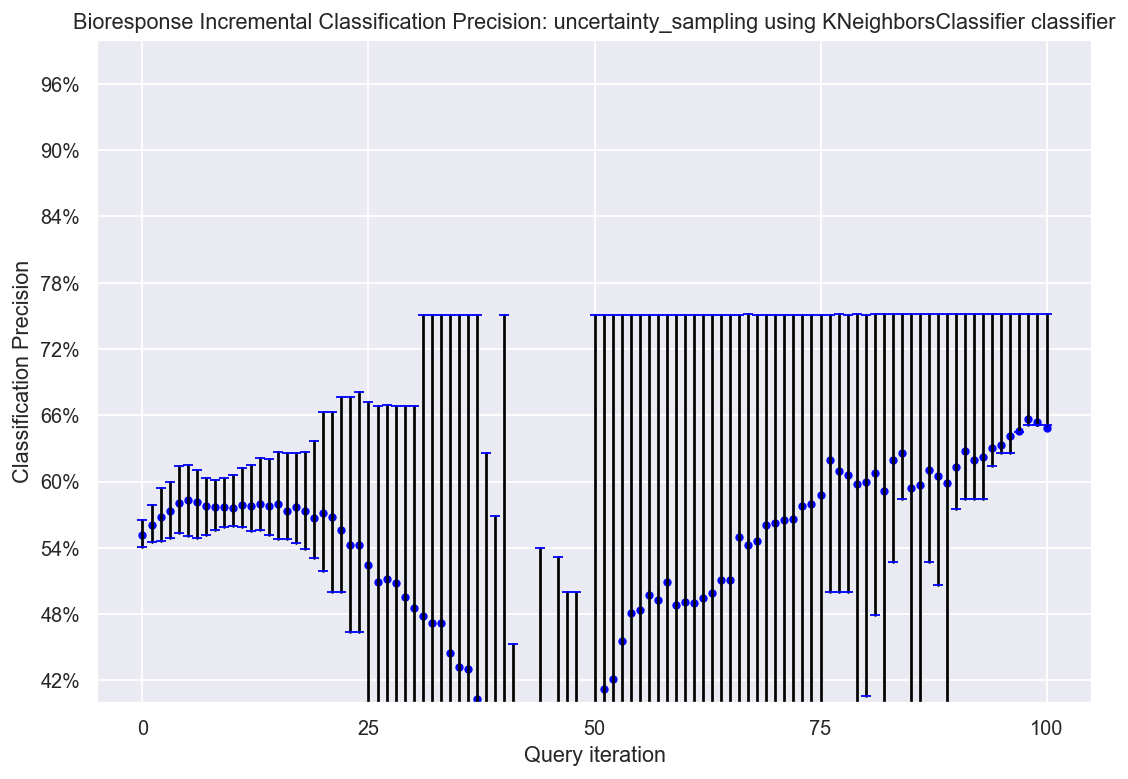 Bioresponse Incremental Classification Precision: uncertainty_sampling using KNeighborsClassifier classifier
96%
90%
84%
78%
72%
66%
60%
54%
48%
42%
Classification Precision
0 25 50 75 100
Query iteration